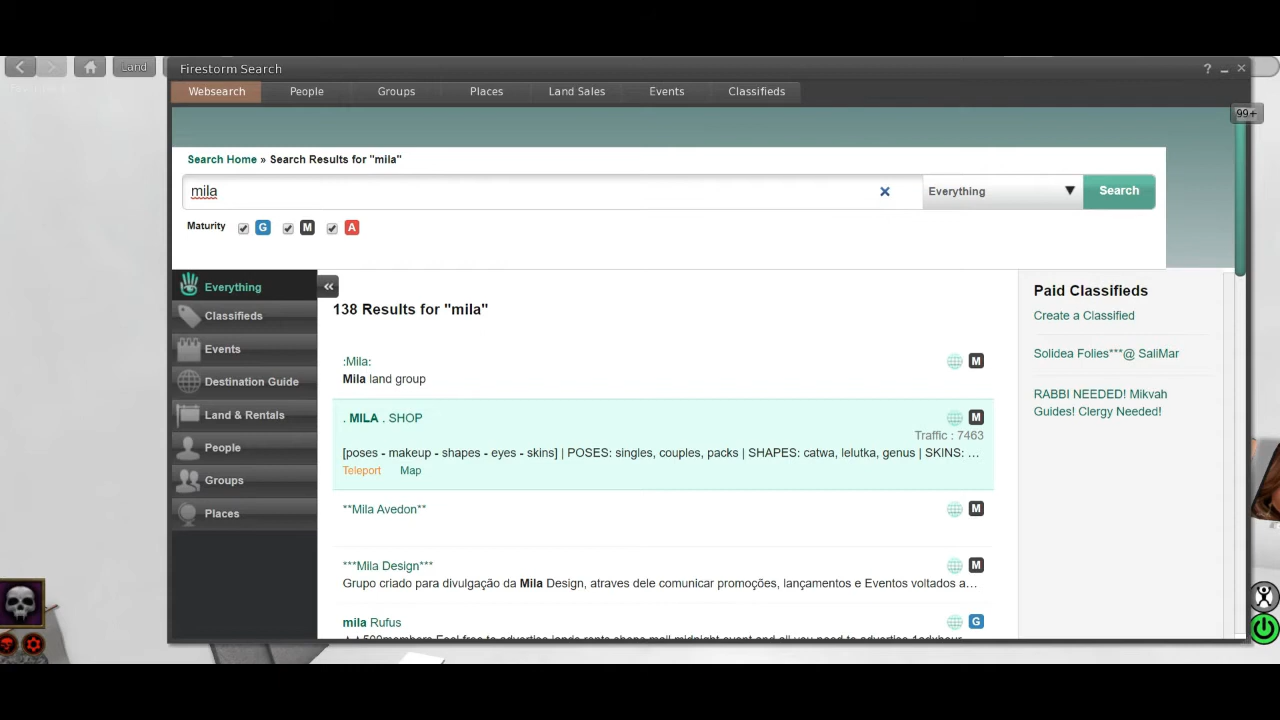 Land
Firestorm Search
?
Websearch People Groups Places Land Sales Events Classifieds
99+
Search Home » Search Results for "mila"
mila
Everything
Search
Maturity G M A
Everything
Classifieds
Events
Destination Guide
Land & Rentals
People
Groups
Places
138 Results for "mila"
:Mila: M
Mila land group
. MILA . SHOP M
Traffic : 7463
[poses - makeup - shapes - eyes - skins] | POSES: singles, couples, packs | SHAPES: catwa, lelutka, genus | SKINS: ...
Teleport Map
**Mila Avedon** M
***Mila Design*** M
Grupo criado para divulgação da Mila Design, atraves dele comunicar promoções, lançamentos e Eventos voltados a...
mila Rufus G
Paid Classifieds
Create a Classified
Solidea Folies***@ SaliMar
RABBI NEEDED! Mikvah
Guides! Clergy Needed!